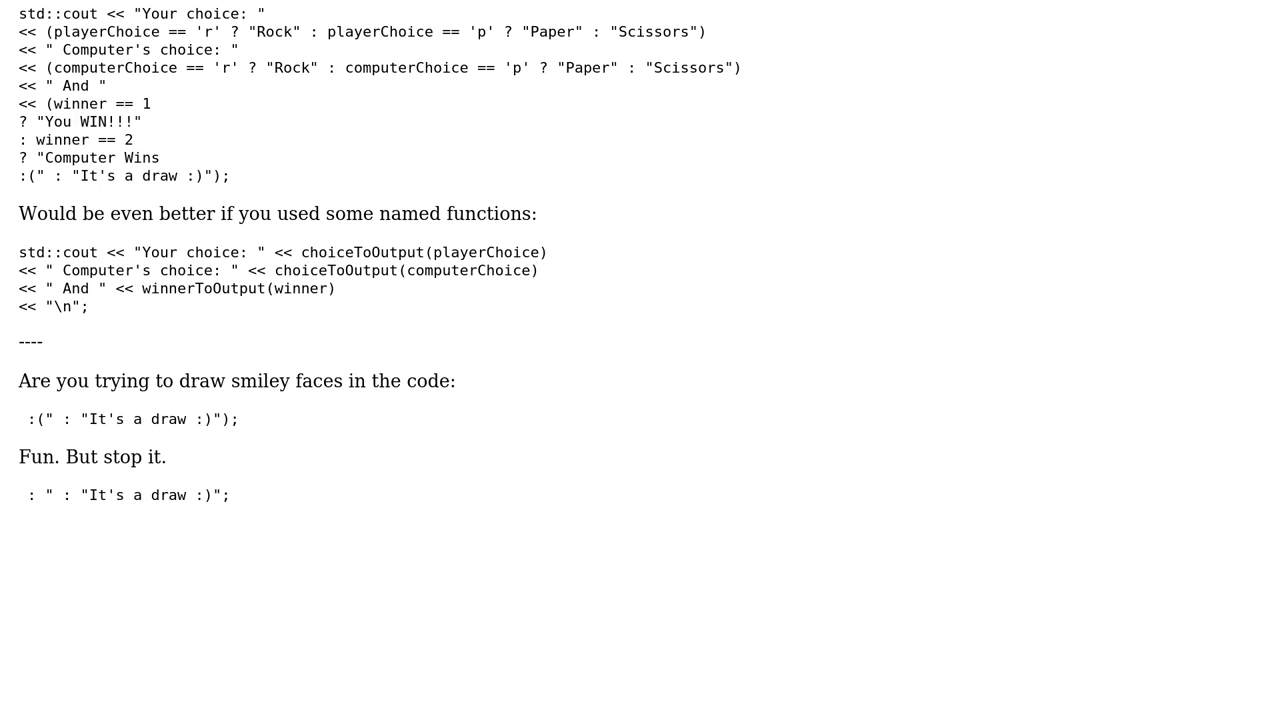 std::cout << "Your choice: "
<< (playerChoice == 'r' ? "Rock" : playerChoice == 'p' ? "Paper" : "Scissors")
<< " Computer's choice: "
<< (computerChoice == 'r' ? "Rock" : computerChoice == 'p' ? "Paper" : "Scissors")
<< " And "
<< (winner == 1
? "You WIN!!!"
: winner == 2
? "Computer Wins
:(" : "It's a draw :)");
Would be even better if you used some named functions:
std::cout << "Your choice: " << choiceToOutput(playerChoice)
<< " Computer's choice: " << choiceToOutput(computerChoice)
<< " And " << winnerToOutput(winner)
<< "\n";
----
Are you trying to draw smiley faces in the code:
:(" : "It's a draw :)");
Fun. But stop it.
: " : "It's a draw :)";